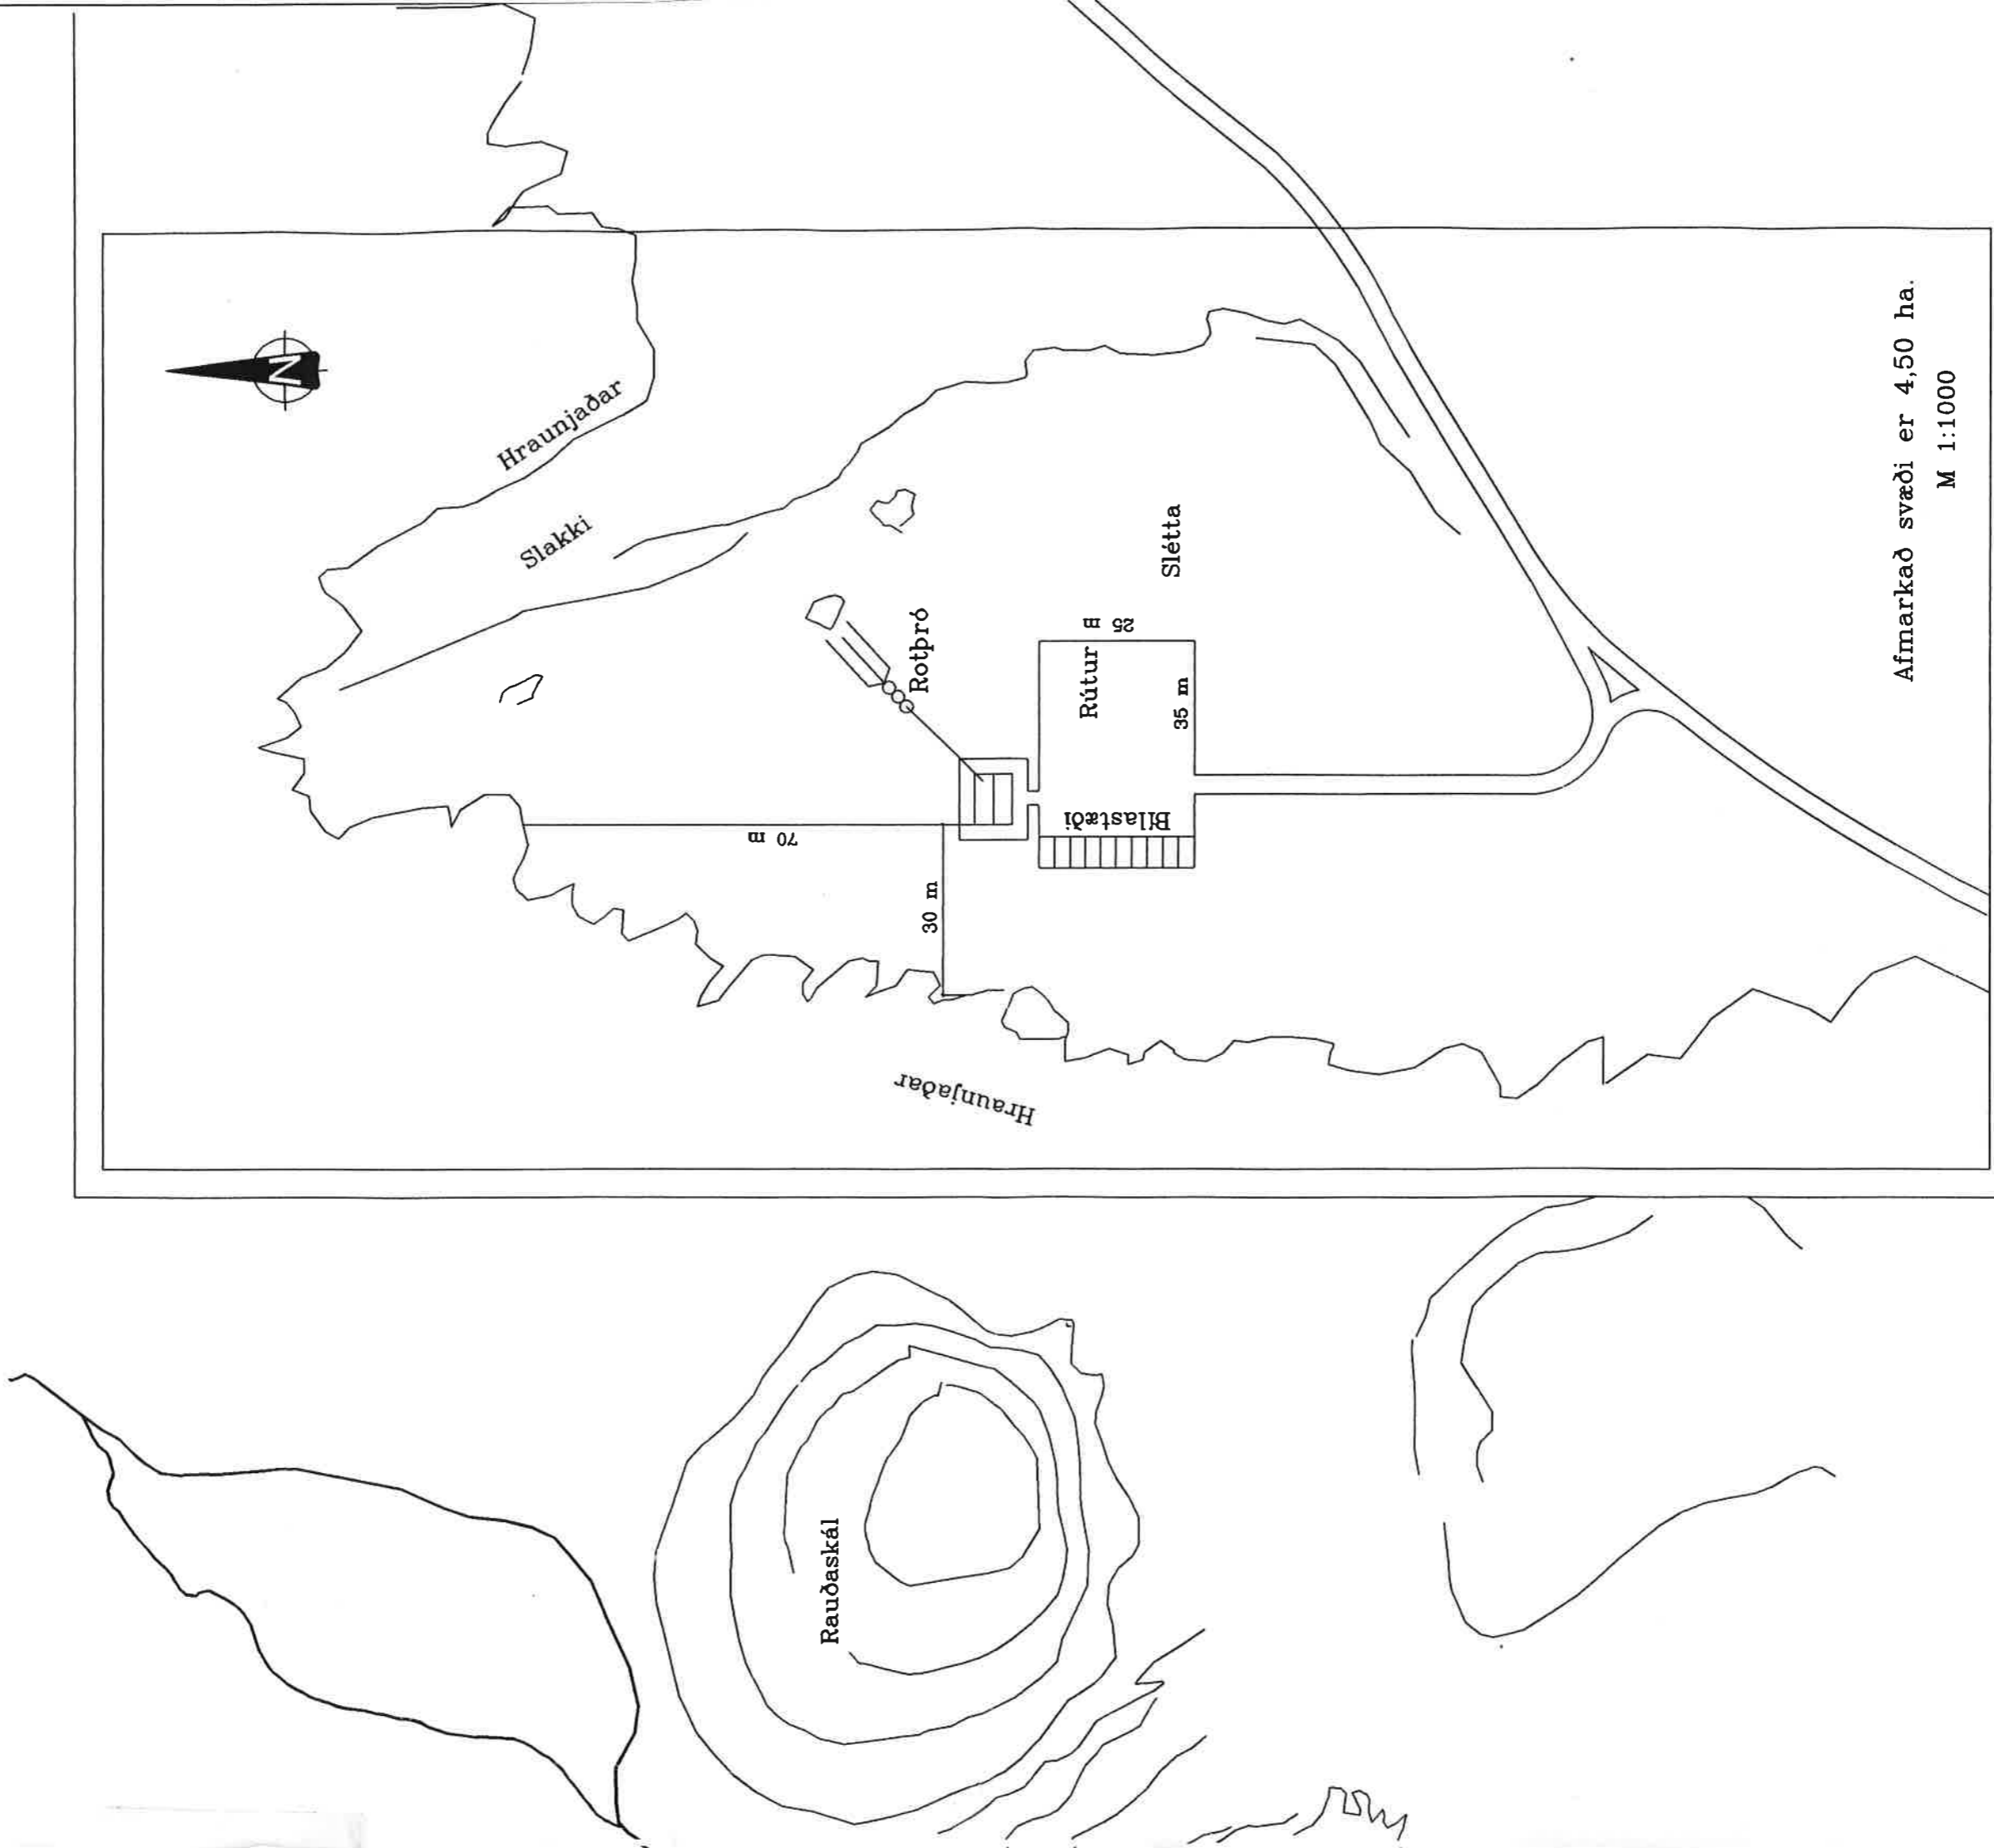 N
Hraunjaðar
Slakki
Rotþró
Slétta
25 m
Rútur
35 m
Bílastæði
70 m
30 m
Hraunjaðar
Afmarkað svæði er 4,50 ha.
M 1:1000
Rauðaskál